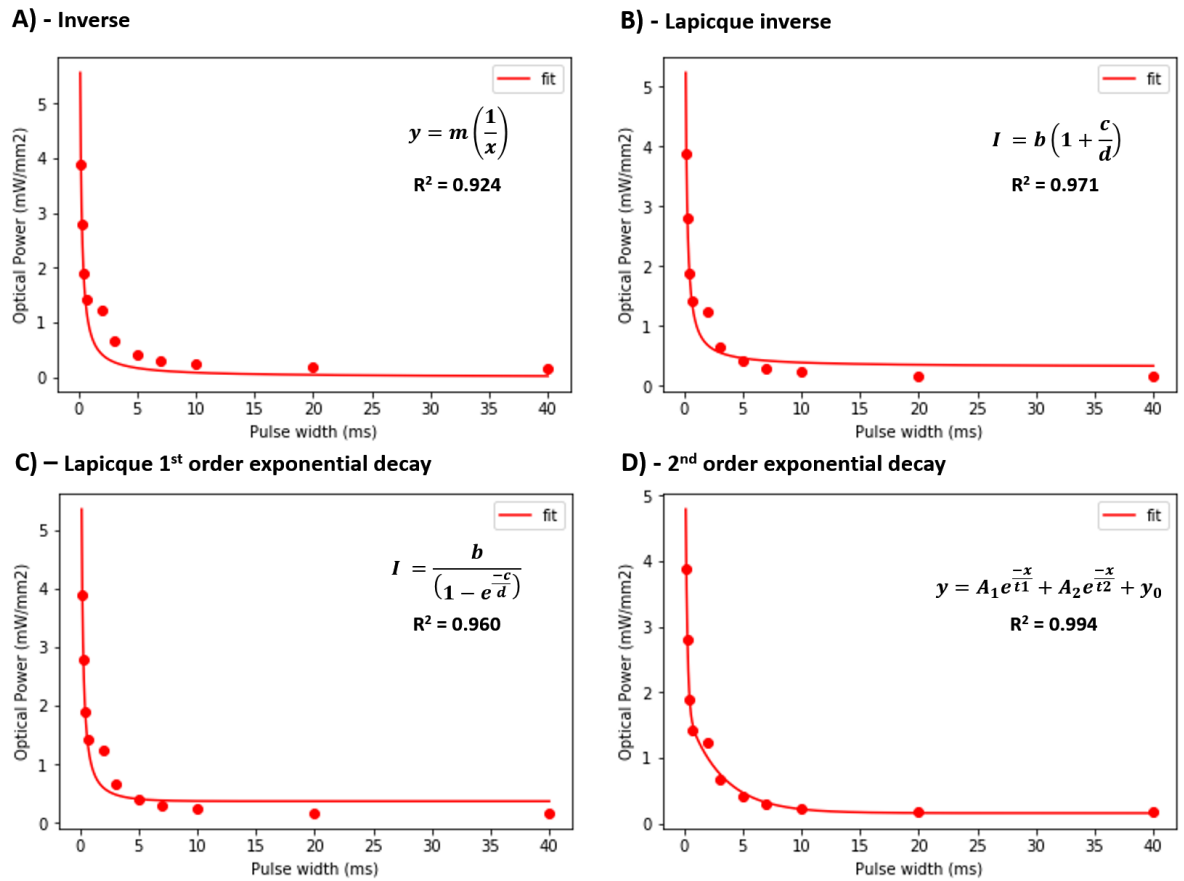 A) - Inverse
fit
y = m(1/x)
R² = 0.924
Optical Power (mW/mm2)
5
4
3
2
1
0
0 5 10 15 20 25 30 35 40
Pulse width (ms)
B) - Lapicque inverse
fit
I = b(1 + c/d)
R² = 0.971
Optical Power (mW/mm2)
5
4
3
2
1
0
0 5 10 15 20 25 30 35 40
Pulse width (ms)
C) – Lapicque 1st order exponential decay
fit
I = b/(1 − e^(−c/d))
R² = 0.960
Optical Power (mW/mm2)
5
4
3
2
1
0
0 5 10 15 20 25 30 35 40
Pulse width (ms)
D) - 2nd order exponential decay
fit
y = A₁e^(−x/t1) + A₂e^(−x/t2) + y₀
R² = 0.994
Optical Power (mW/mm2)
5
4
3
2
1
0
0 5 10 15 20 25 30 35 40
Pulse width (ms)